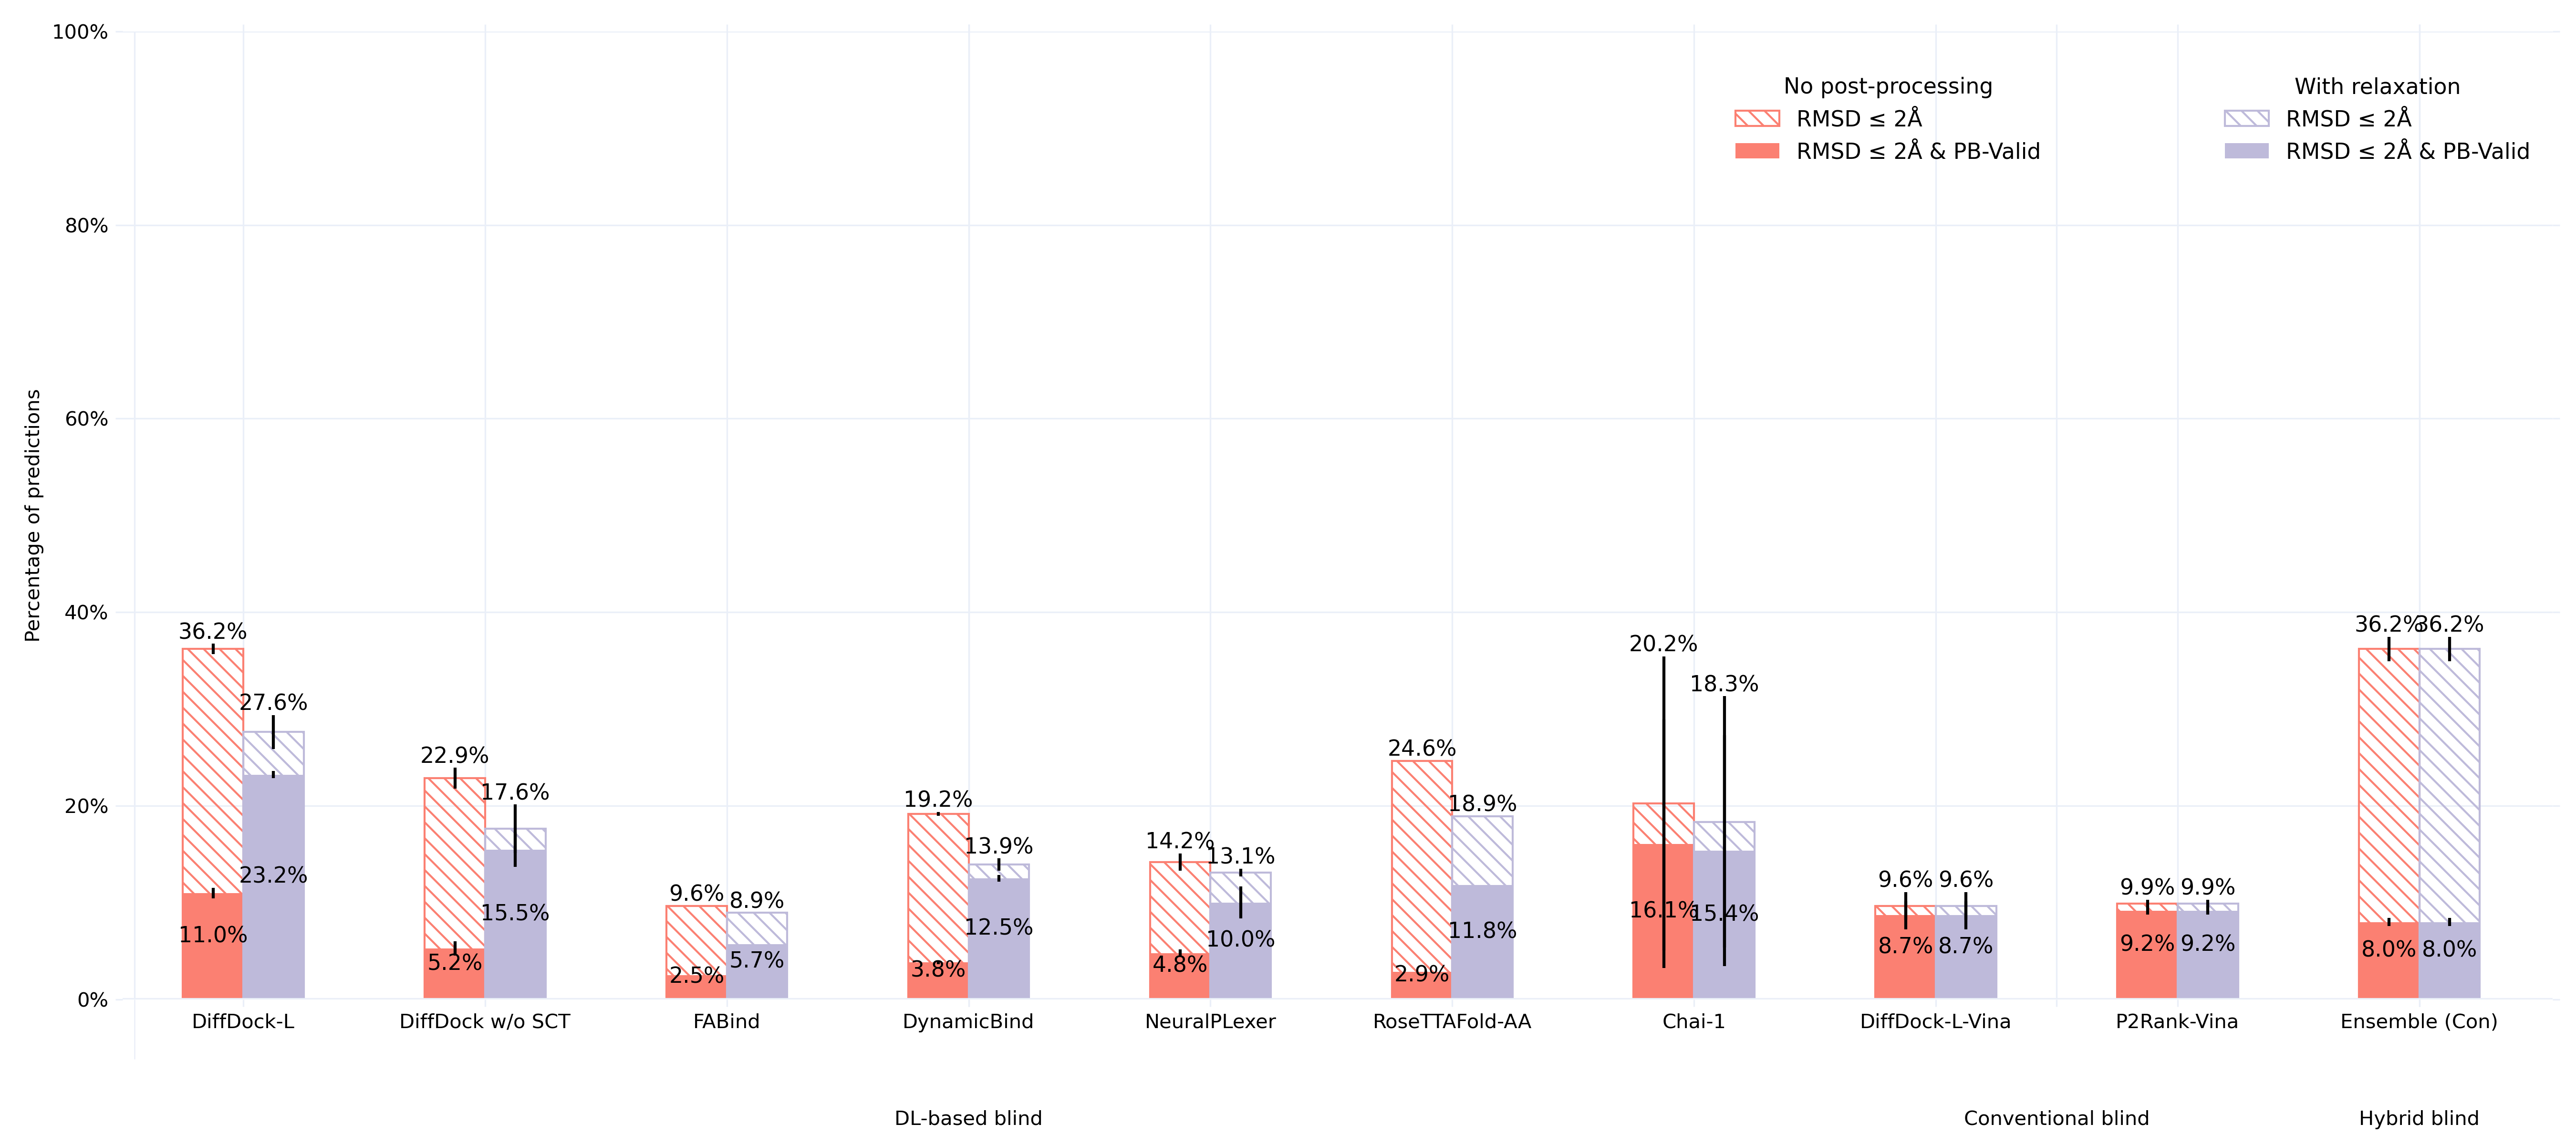 100%
80%
60%
40%
20%
0%
Percentage of predictions
No post-processing
RMSD ≤ 2Å
RMSD ≤ 2Å & PB-Valid
With relaxation
RMSD ≤ 2Å
RMSD ≤ 2Å & PB-Valid
36.2%
27.6%
23.2%
11.0%
22.9%
17.6%
15.5%
5.2%
9.6%
8.9%
5.7%
2.5%
19.2%
13.9%
12.5%
3.8%
14.2%
13.1%
10.0%
4.8%
24.6%
18.9%
11.8%
2.9%
20.2%
18.3%
16.1%
15.4%
9.6%
9.6%
8.7%
8.7%
9.9%
9.9%
9.2%
9.2%
36.2%
36.2%
8.0%
8.0%
DiffDock-L
DiffDock w/o SCT
FABind
DynamicBind
NeuralPLexer
RoseTTAFold-AA
Chai-1
DiffDock-L-Vina
P2Rank-Vina
Ensemble (Con)
DL-based blind
Conventional blind
Hybrid blind